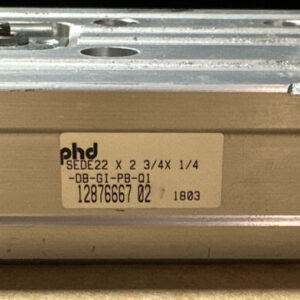 phd
SEDE22 X 2 3/4X 1/4
-DB-GI-PB-Q1
12876667 02 1803